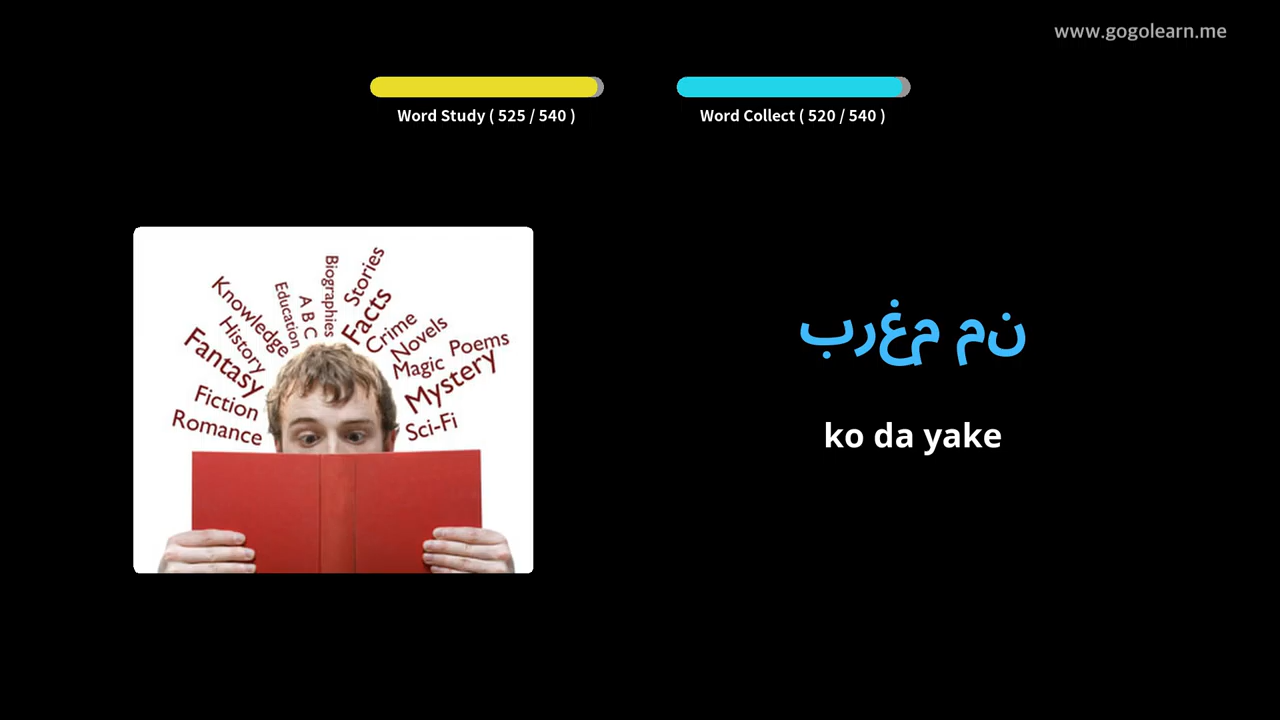 www.gogolearn.me
Word Study ( 525 / 540 )
Word Collect ( 520 / 540 )
Romance
Fiction
Fantasy
History
Knowledge
Education
A B C
Biographies
Stories
Facts
Crime
Novels
Magic
Poems
Mystery
Sci-Fi
برغم من
ko da yake